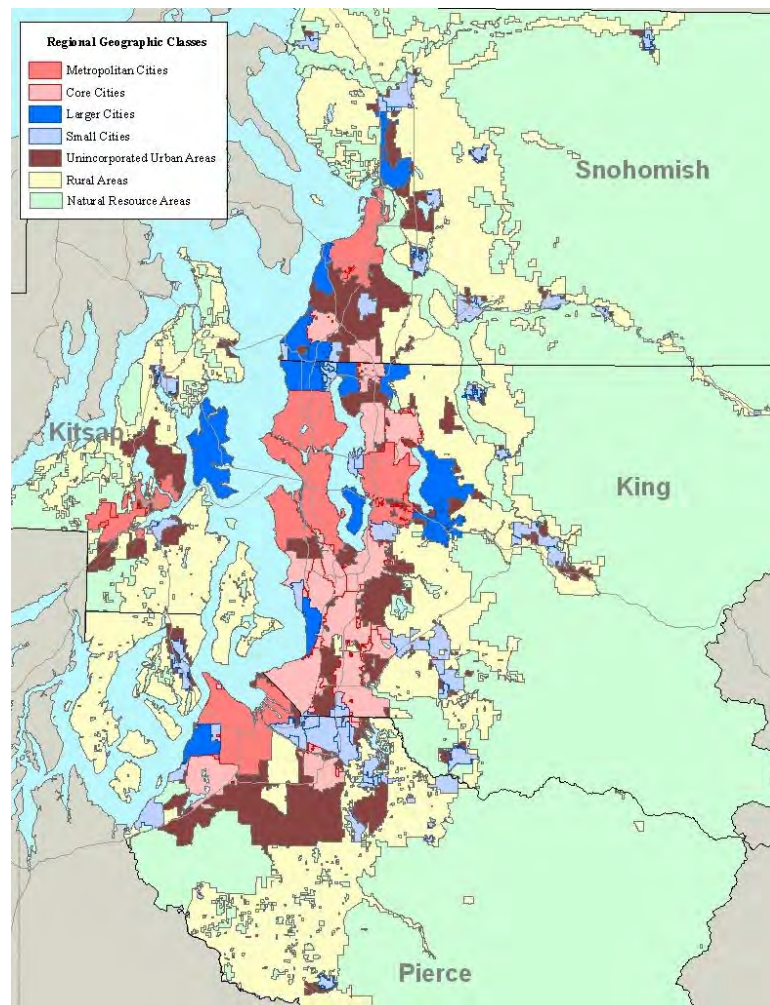 Regional Geographic Classes
Metropolitan Cities
Core Cities
Larger Cities
Small Cities
Unincorporated Urban Areas
Rural Areas
Natural Resource Areas
Snohomish
Kitsap
King
Pierce